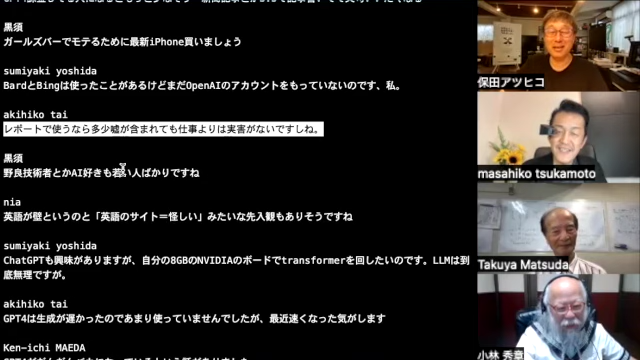 黒須
ガールズバーでモテるために最新iPhone買いましょう
sumiyaki yoshida
BardとBingは使ったことがあるけどまだOpenAIのアカウントをもっていないのです、私。
akihiko tai
レポートで使うなら多少嘘が含まれても仕事よりは実害がないですしね。
黒須
野良技術者とかAI好きも若い人ばかりですね
nia
英語が壁というのと「英語のサイト＝怪しい」みたいな先入観もありそうですね
sumiyaki yoshida
ChatGPTも興味がありますが、自分の8GBのNVIDIAのボードでtransformerを回したいのです。LLMは到
底無理ですが。
akihiko tai
GPT4は生成が遅かったのであまり使っていませんでしたが、最近速くなった気がします
Ken-ichi MAEDA
保田アツヒコ
masahiko tsukamoto
Takuya Matsuda
小林 秀章